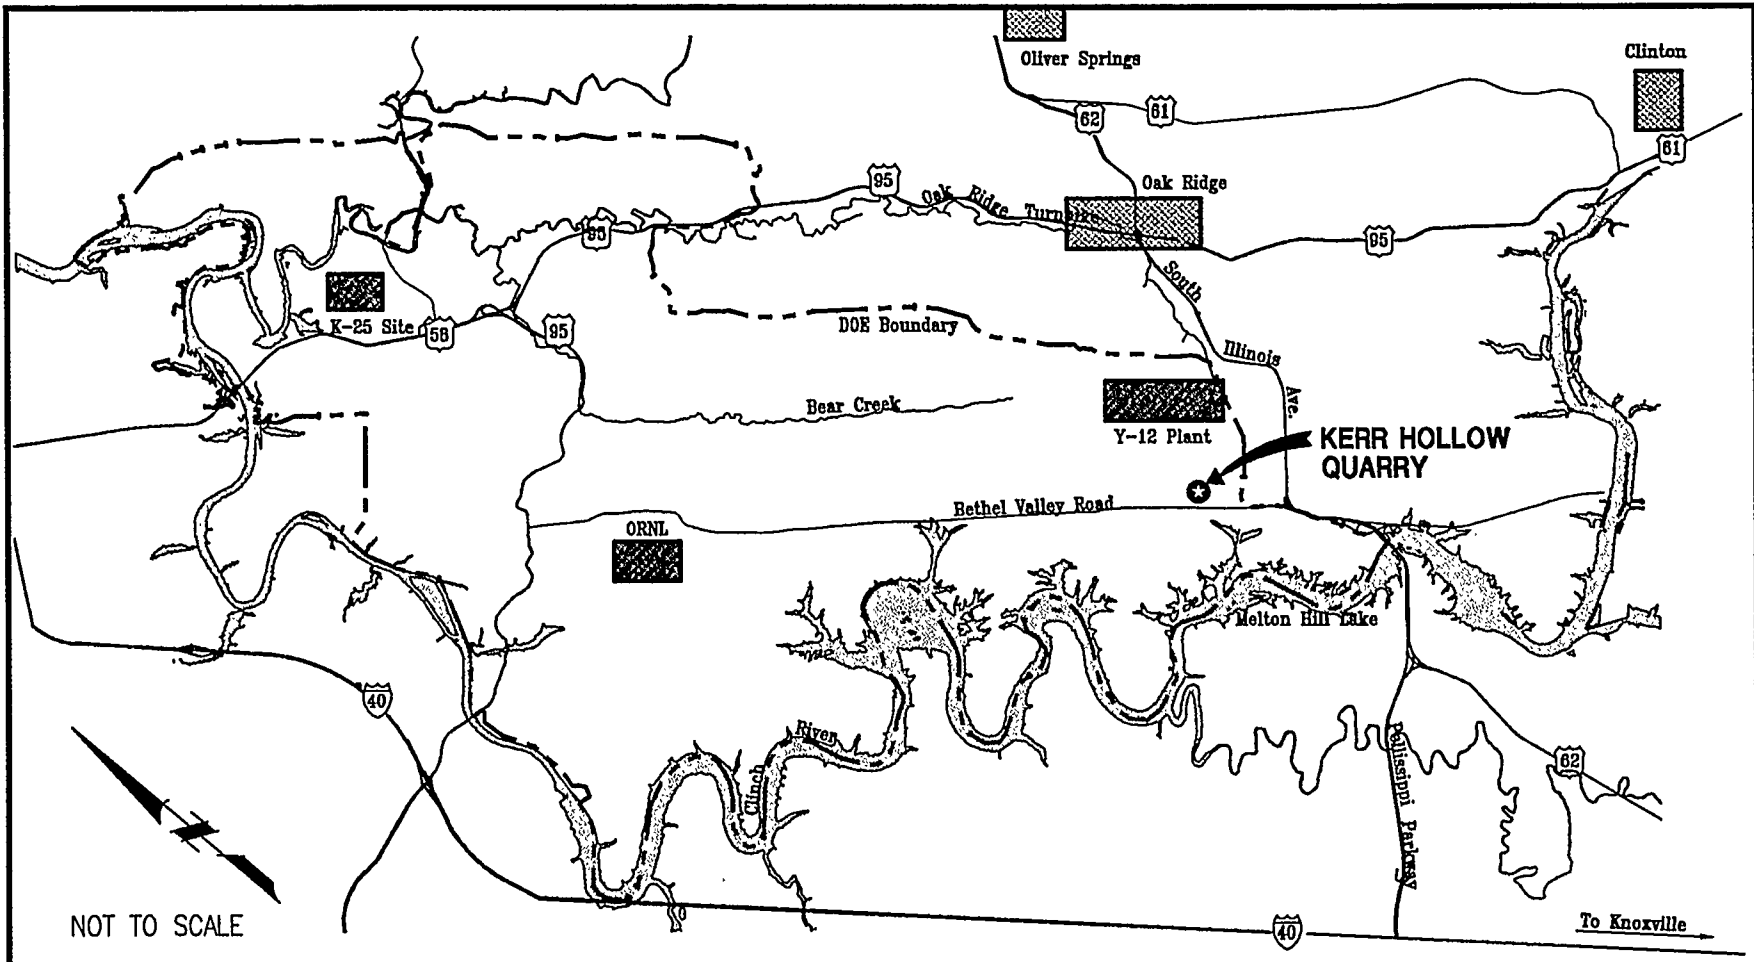 Oliver Springs
Clinton
62
61
61
95
Oak Ridge
Oak Ridge Turnpike
95
95
South
K-25 Site
58
95
DOE Boundary
Illinois
Ave.
Bear Creek
Y-12 Plant
KERR HOLLOW
QUARRY
Bethel Valley Road
ORNL
Melton Hill Lake
40
River
Clinch
Pellissippi Parkway
62
NOT TO SCALE
40
To Knoxville